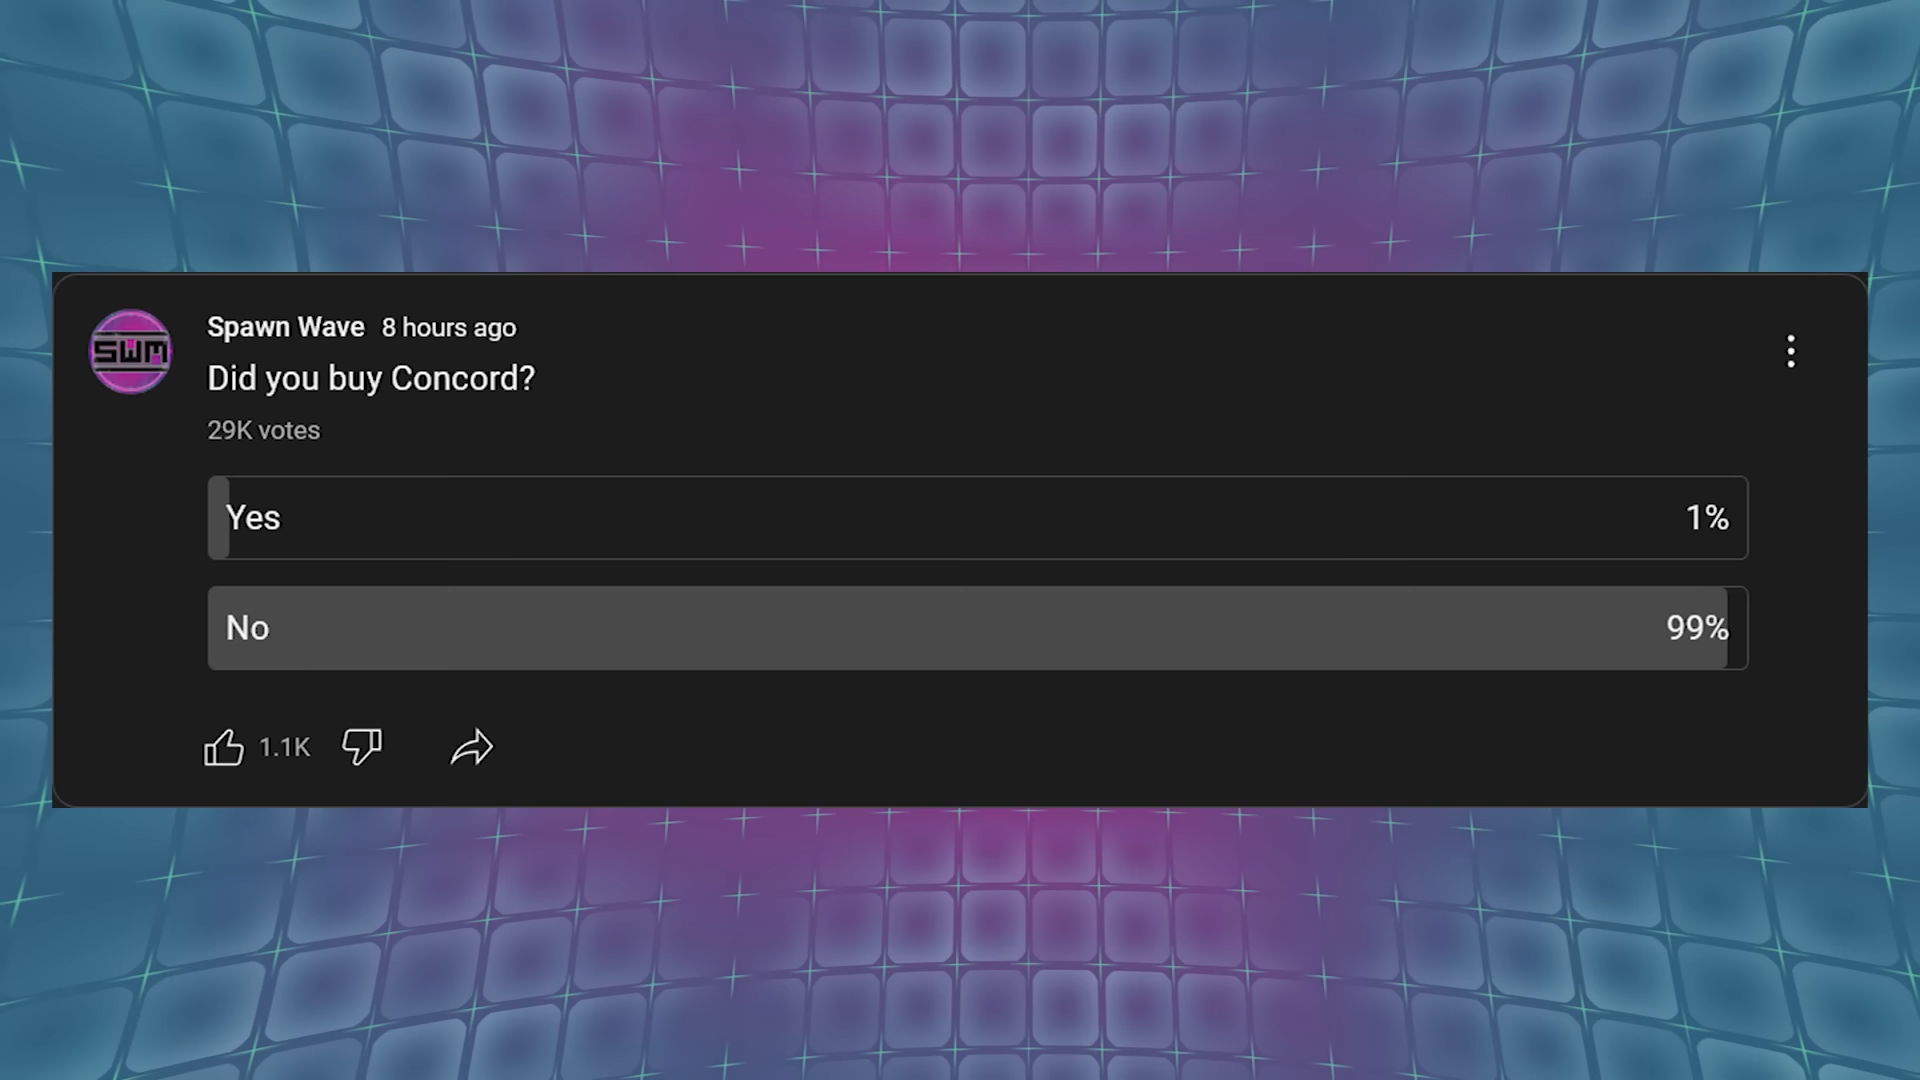 SWM
Spawn Wave 8 hours ago
Did you buy Concord?
29K votes
Yes 1%
No 99%
1.1K